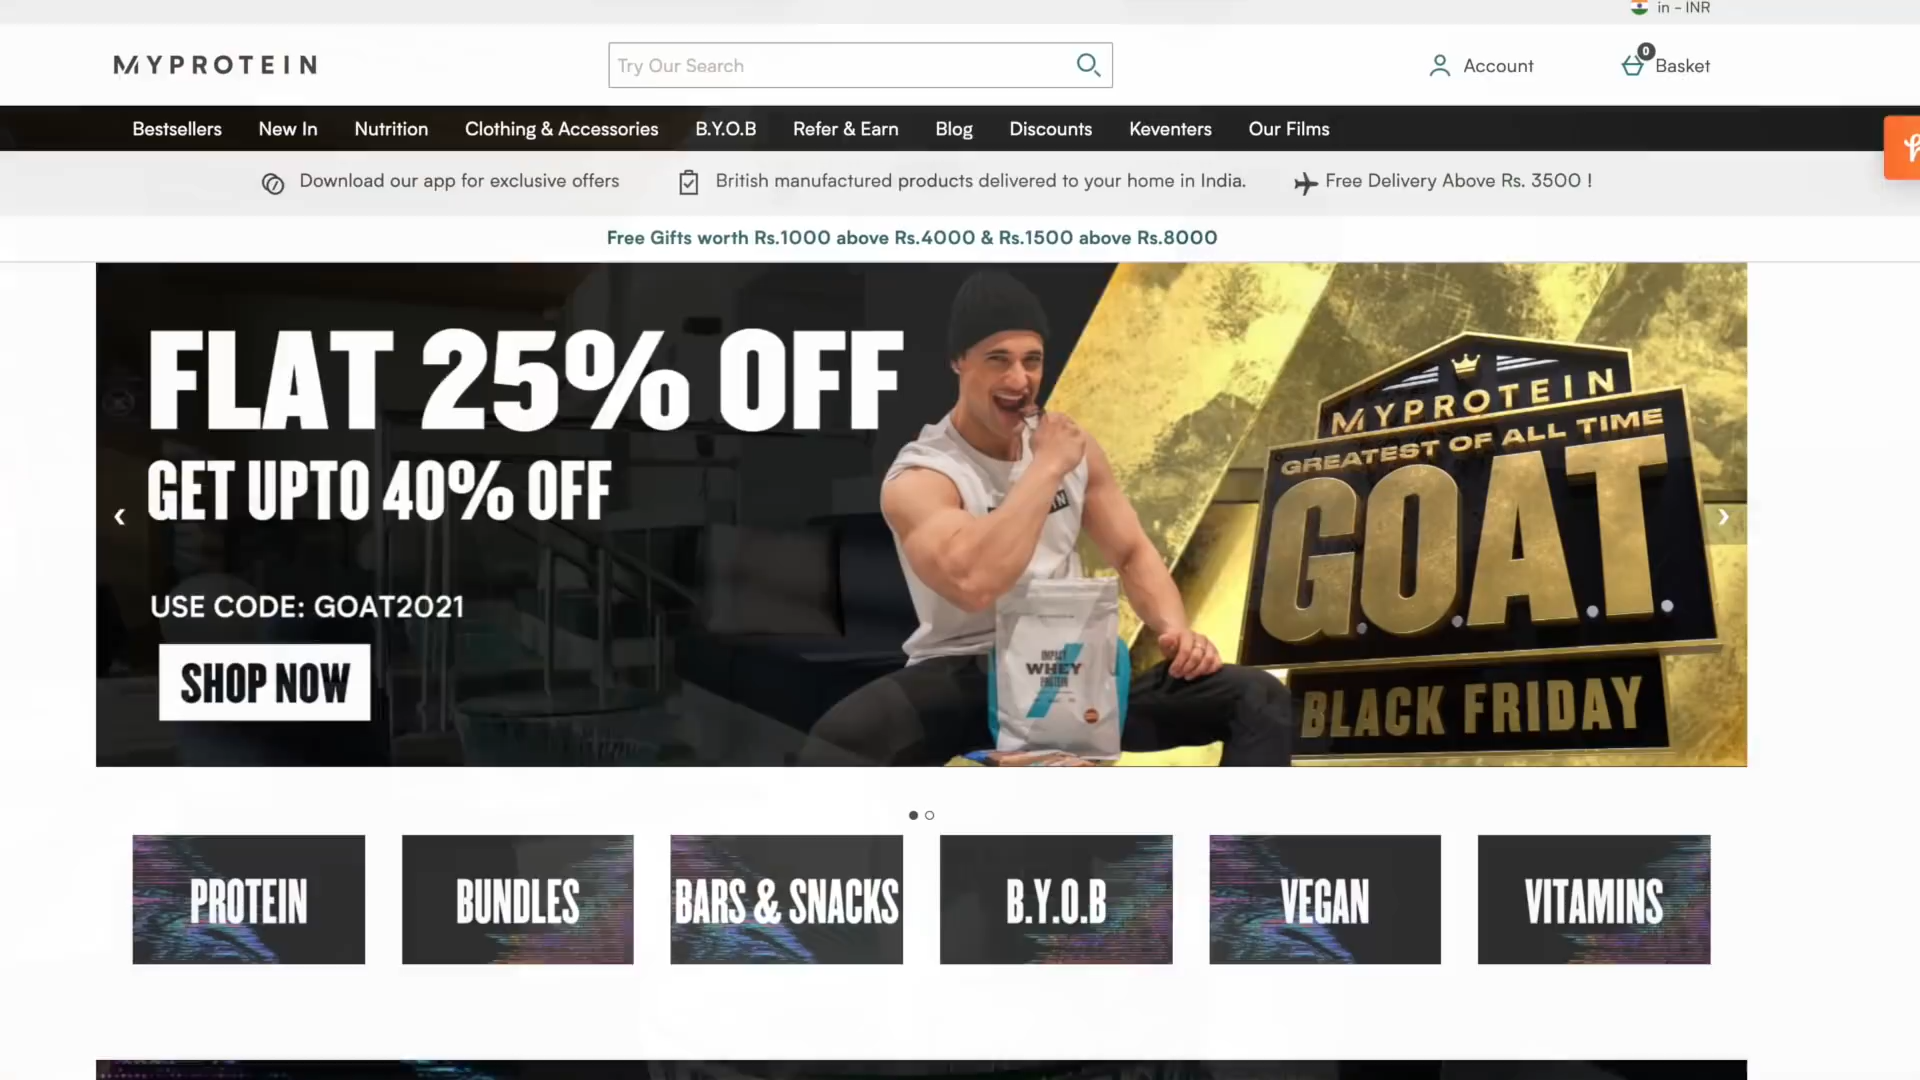 in - INR
MYPROTEIN
Try Our Search
Account
0
Basket
Bestsellers New In Nutrition Clothing & Accessories B.Y.O.B Refer & Earn Blog Discounts Keventers Our Films
Download our app for exclusive offers
British manufactured products delivered to your home in India.
Free Delivery Above Rs. 3500 !
Free Gifts worth Rs.1000 above Rs.4000 & Rs.1500 above Rs.8000
FLAT 25% OFF
GET UPTO 40% OFF
USE CODE: GOAT2021
SHOP NOW
IMPACT
WHEY
PROTEIN
MYPROTEIN
GREATEST OF ALL TIME
G.O.A.T.
BLACK FRIDAY
PROTEIN
BUNDLES
BARS & SNACKS
B.Y.O.B
VEGAN
VITAMINS